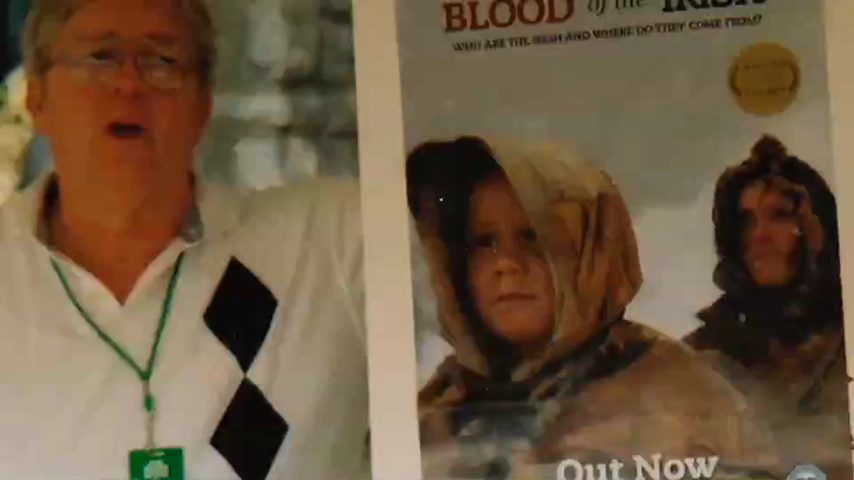 BLOOD of the IRISH
WHO ARE THE IRISH AND WHERE DO THEY COME FROM?
Out Now